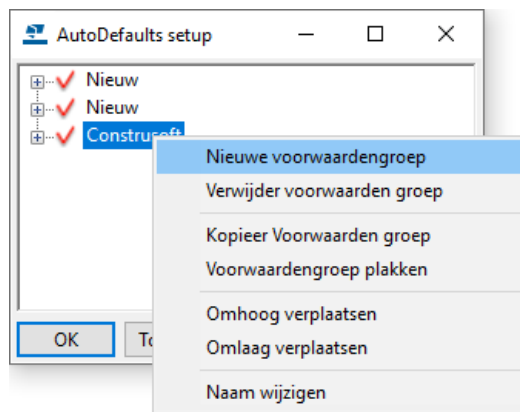 AutoDefaults setup
Nieuw
Nieuw
Construsoft
Nieuwe voorwaardengroep
Verwijder voorwaarden groep
Kopieer Voorwaarden groep
Voorwaardengroep plakken
Omhoog verplaatsen
OK
Omlaag verplaatsen
Naam wijzigen